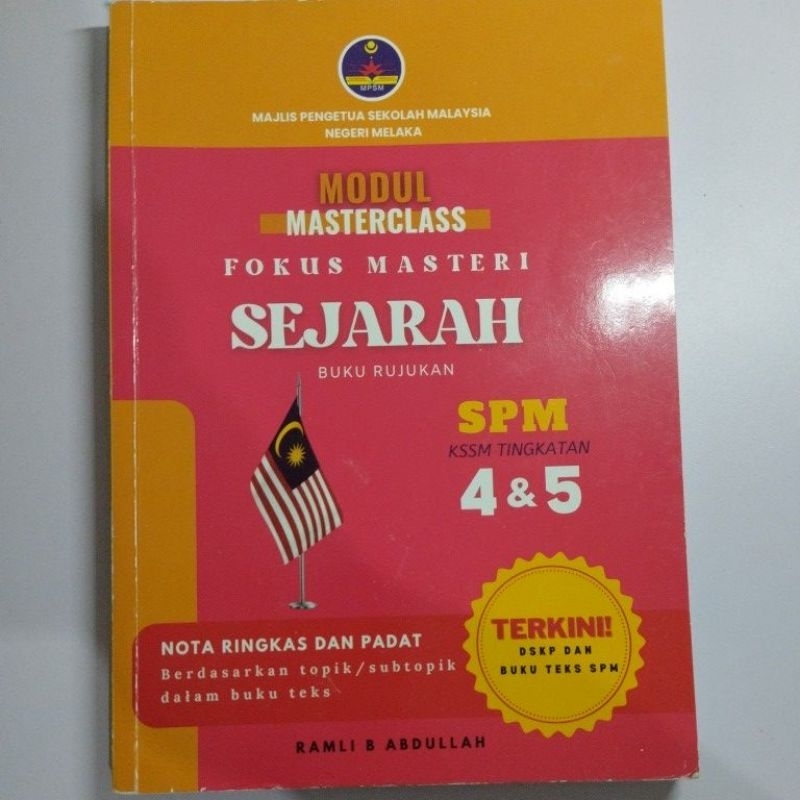 MPSM
MAJLIS PENGETUA SEKOLAH MALAYSIA
NEGERI MELAKA
MODUL
MASTERCLASS
FOKUS MASTERI
SEJARAH
BUKU RUJUKAN
SPM
KSSM TINGKATAN
4 & 5
TERKINI!
DSKP DAN
BUKU TEKS SPM
NOTA RINGKAS DAN PADAT
Berdasarkan topik/subtopik
dalam buku teks
RAMLI B ABDULLAH